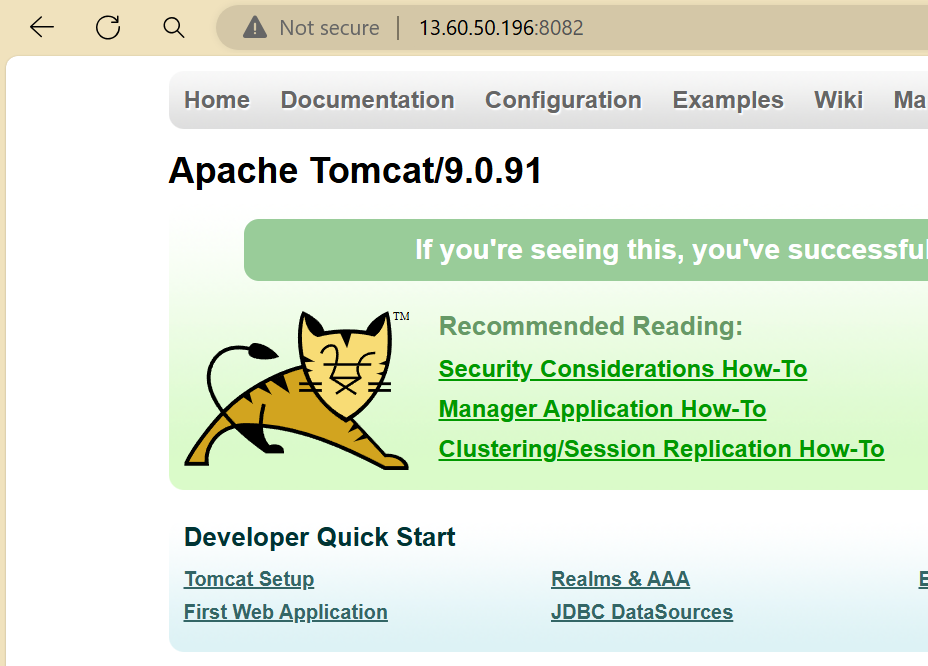 Not secure | 13.60.50.196:8082
Home Documentation Configuration Examples Wiki Ma
Apache Tomcat/9.0.91
If you're seeing this, you've successful
TM
Recommended Reading:
Security Considerations How-To
Manager Application How-To
Clustering/Session Replication How-To
Developer Quick Start
Tomcat Setup Realms & AAA E
First Web Application JDBC DataSources